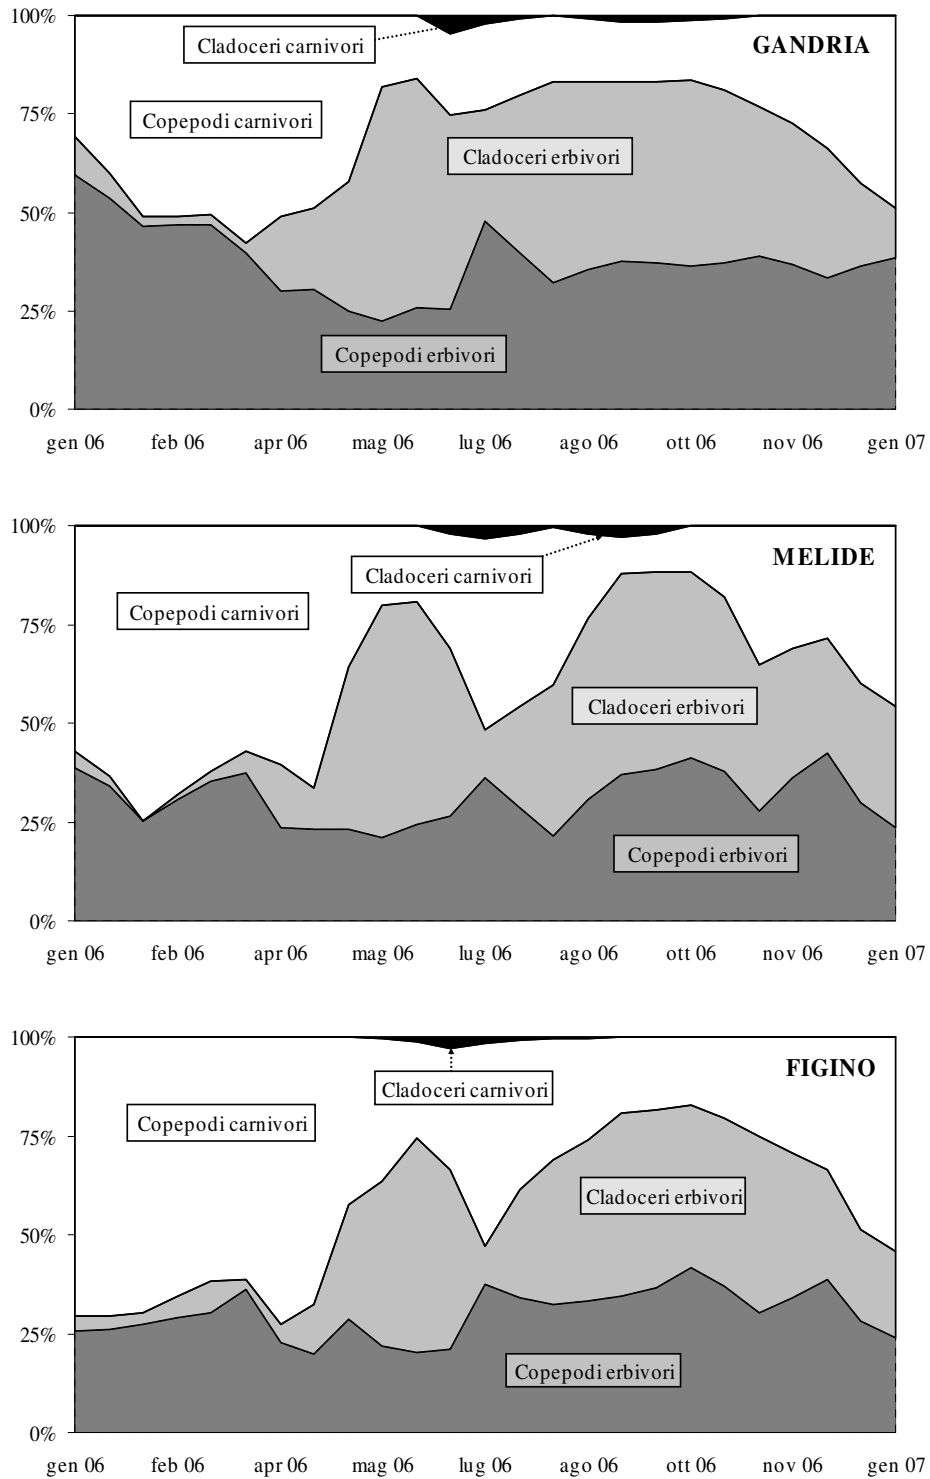 100%
Cladoceri carnivori
GANDRIA
75%
Copepodi carnivori
Cladoceri erbivori
50%
25%
Copepodi erbivori
0%
gen 06 feb 06 apr 06 mag 06 lug 06 ago 06 ott 06 nov 06 gen 07
100%
MELIDE
Cladoceri carnivori
75%
Copepodi carnivori
Cladoceri erbivori
50%
25%
Copepodi erbivori
0%
gen 06 feb 06 apr 06 mag 06 lug 06 ago 06 ott 06 nov 06 gen 07
100%
FIGINO
Cladoceri carnivori
75%
Copepodi carnivori
Cladoceri erbivori
50%
25%
Copepodi erbivori
0%
gen 06 feb 06 apr 06 mag 06 lug 06 ago 06 ott 06 nov 06 gen 07